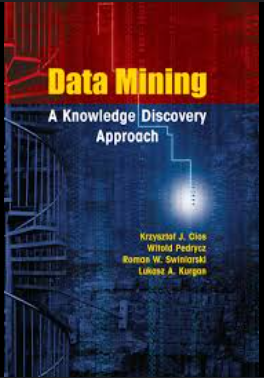 Data Mining
A Knowledge Discovery
Approach
Krzysztof J. Cios
Witold Pedrycz
Roman W. Swiniarski
Lukasz A. Kurgan